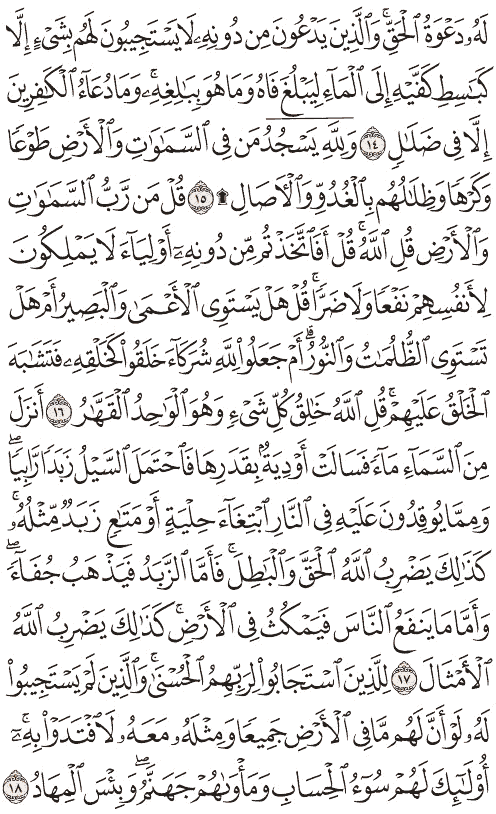 لَهُۥ دَعْوَةُ ٱلْحَقِّۖ وَٱلَّذِينَ يَدْعُونَ مِن دُونِهِۦ لَا يَسْتَجِيبُونَ لَهُم بِشَىْءٍ إِلَّا
كَبَٰسِطِ كَفَّيْهِ إِلَى ٱلْمَآءِ لِيَبْلُغَ فَاهُ وَمَا هُوَ بِبَٰلِغِهِۦۚ وَمَا دُعَآءُ ٱلْكَٰفِرِينَ
إِلَّا فِى ضَلَٰلٍ ١٤ وَلِلَّهِ يَسْجُدُ مَن فِى ٱلسَّمَٰوَٰتِ وَٱلْأَرْضِ طَوْعًا
وَكَرْهًا وَظِلَٰلُهُم بِٱلْغُدُوِّ وَٱلْءَاصَالِ ۩ ١٥ قُلْ مَن رَّبُّ ٱلسَّمَٰوَٰتِ
وَٱلْأَرْضِ قُلِ ٱللَّهُۚ قُلْ أَفَٱتَّخَذْتُم مِّن دُونِهِۦٓ أَوْلِيَآءَ لَا يَمْلِكُونَ
لِأَنفُسِهِمْ نَفْعًا وَلَا ضَرًّاۚ قُلْ هَلْ يَسْتَوِى ٱلْأَعْمَىٰ وَٱلْبَصِيرُ أَمْ هَلْ
تَسْتَوِى ٱلظُّلُمَٰتُ وَٱلنُّورُۗ أَمْ جَعَلُوا۟ لِلَّهِ شُرَكَآءَ خَلَقُوا۟ كَخَلْقِهِۦ فَتَشَٰبَهَ
ٱلْخَلْقُ عَلَيْهِمْۚ قُلِ ٱللَّهُ خَٰلِقُ كُلِّ شَىْءٍ وَهُوَ ٱلْوَٰحِدُ ٱلْقَهَّٰرُ ١٦ أَنزَلَ
مِنَ ٱلسَّمَآءِ مَآءً فَسَالَتْ أَوْدِيَةٌۢ بِقَدَرِهَا فَٱحْتَمَلَ ٱلسَّيْلُ زَبَدًا رَّابِيًاۖ
وَمِمَّا يُوقِدُونَ عَلَيْهِ فِى ٱلنَّارِ ٱبْتِغَآءَ حِلْيَةٍ أَوْ مَتَٰعٍ زَبَدٌ مِّثْلُهُۥۚ
كَذَٰلِكَ يَضْرِبُ ٱللَّهُ ٱلْحَقَّ وَٱلْبَٰطِلَۚ فَأَمَّا ٱلزَّبَدُ فَيَذْهَبُ جُفَآءًۖ
وَأَمَّا مَا يَنفَعُ ٱلنَّاسَ فَيَمْكُثُ فِى ٱلْأَرْضِۚ كَذَٰلِكَ يَضْرِبُ ٱللَّهُ
ٱلْأَمْثَالَ ١٧ لِلَّذِينَ ٱسْتَجَابُوا۟ لِرَبِّهِمُ ٱلْحُسْنَىٰۚ وَٱلَّذِينَ لَمْ يَسْتَجِيبُوا۟
لَهُۥ لَوْ أَنَّ لَهُم مَّا فِى ٱلْأَرْضِ جَمِيعًا وَمِثْلَهُۥ مَعَهُۥ لَٱفْتَدَوْا۟ بِهِۦٓۚ
أُو۟لَٰٓئِكَ لَهُمْ سُوٓءُ ٱلْحِسَابِ وَمَأْوَىٰهُمْ جَهَنَّمُۖ وَبِئْسَ ٱلْمِهَادُ ١٨